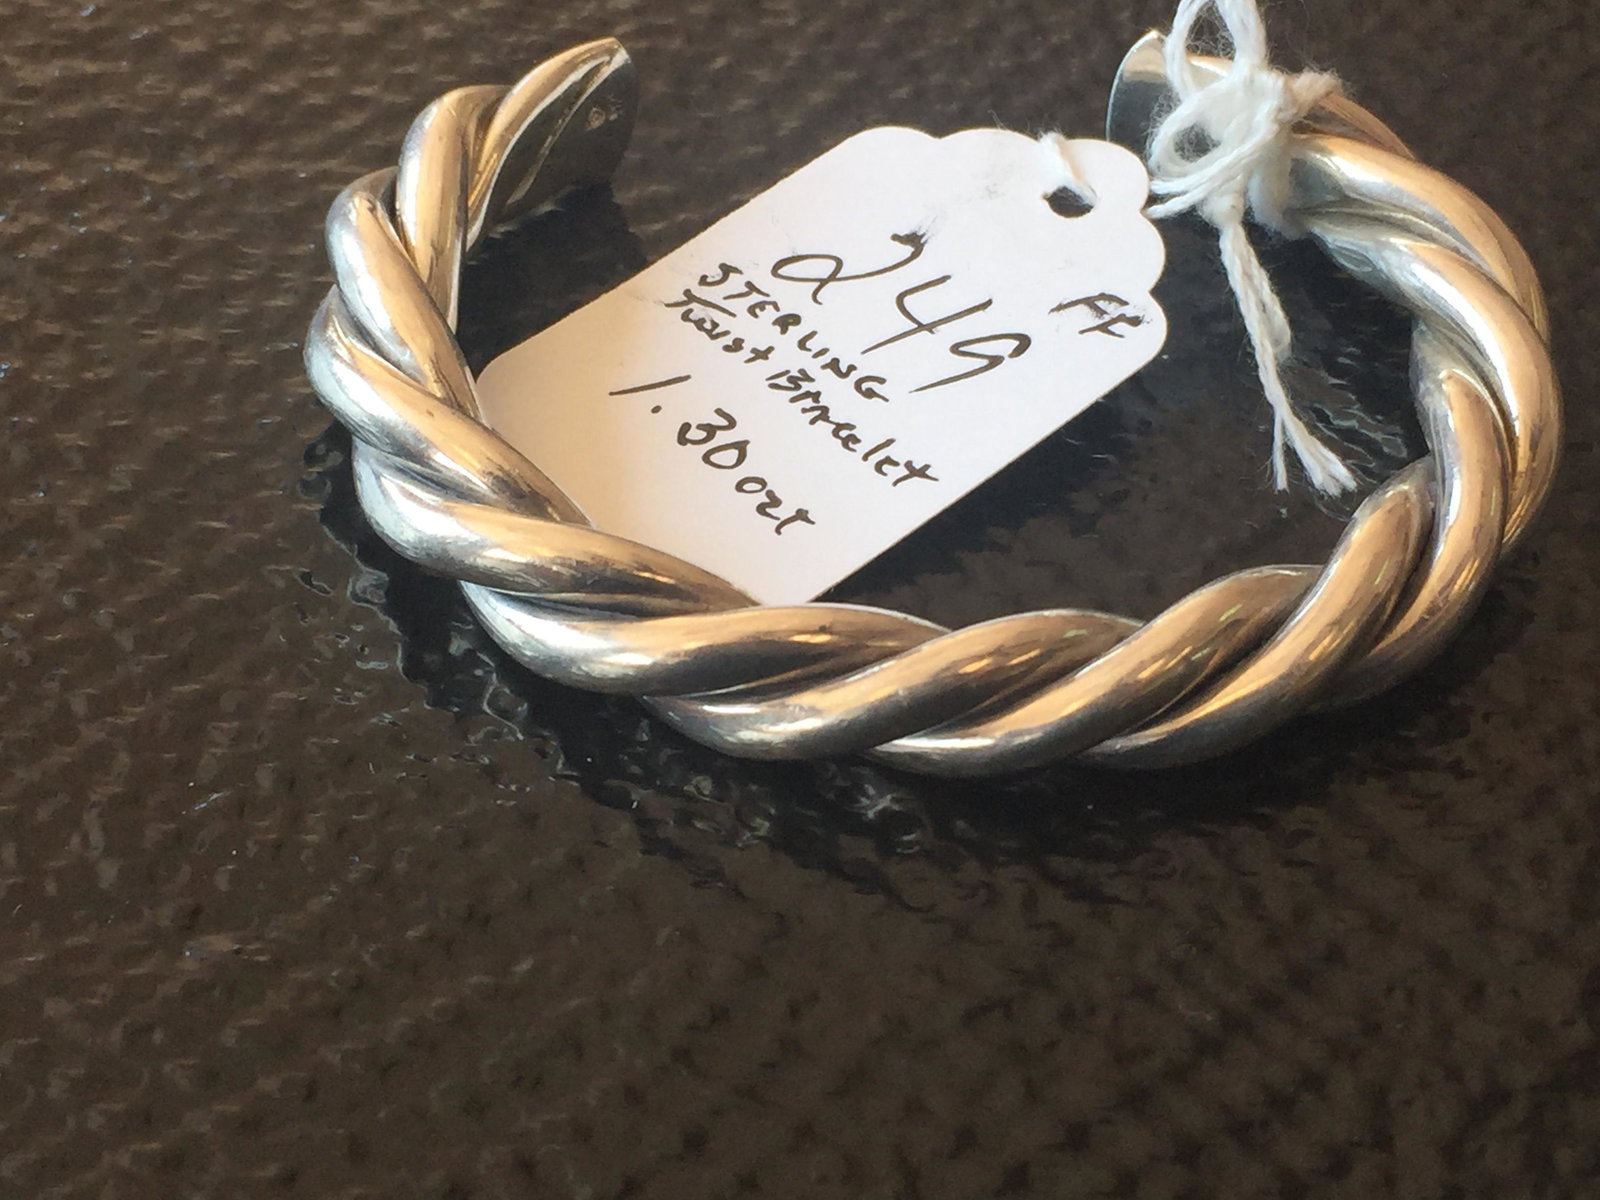 249
FF
STERLING
Twist Bracelet
1.30 ozt